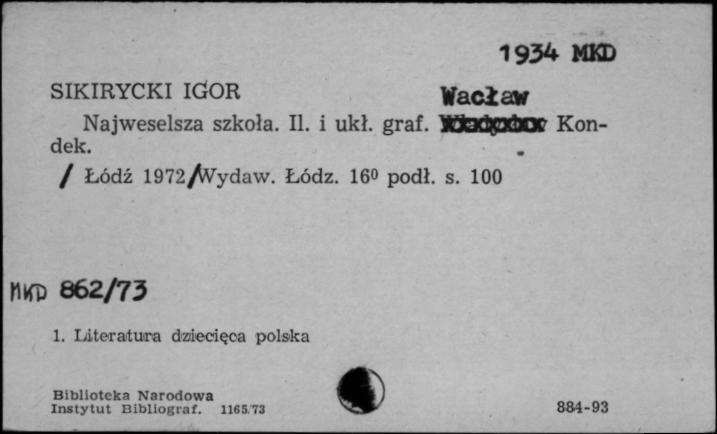 1934 MKD
SIKIRYCKI IGOR
Wacław
Najweselsza szkoła. Il. i ukł. graf. Kon-
dek.
/ Łódź 1972/Wydaw. Łódz. 16⁰ podł. s. 100
MKD 862/73
1. Literatura dziecięca polska
Biblioteka Narodowa
Instytut Bibliograf. 1165/73
884-93